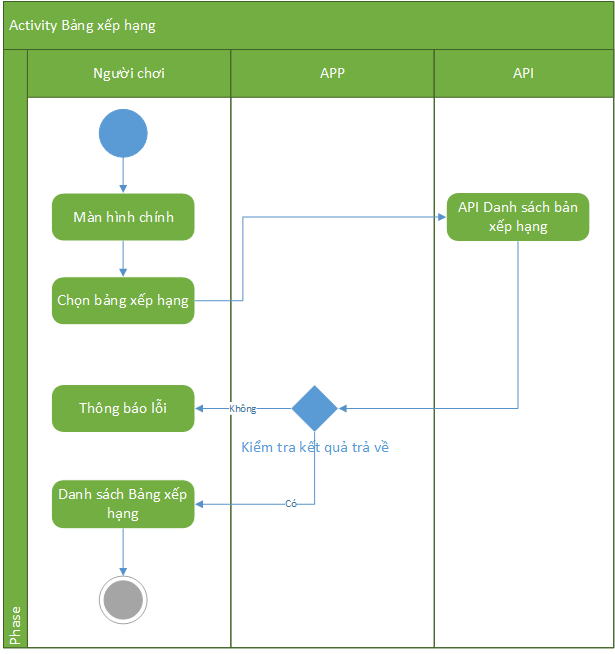 Activity Bảng xếp hạng
Người chơi
APP
API
Màn hình chính
API Danh sách bản
xếp hạng
Chọn bảng xếp hạng
Thông báo lỗi
Không
Kiểm tra kết quả trả về
Danh sách Bảng xếp
hạng
Có
Phase